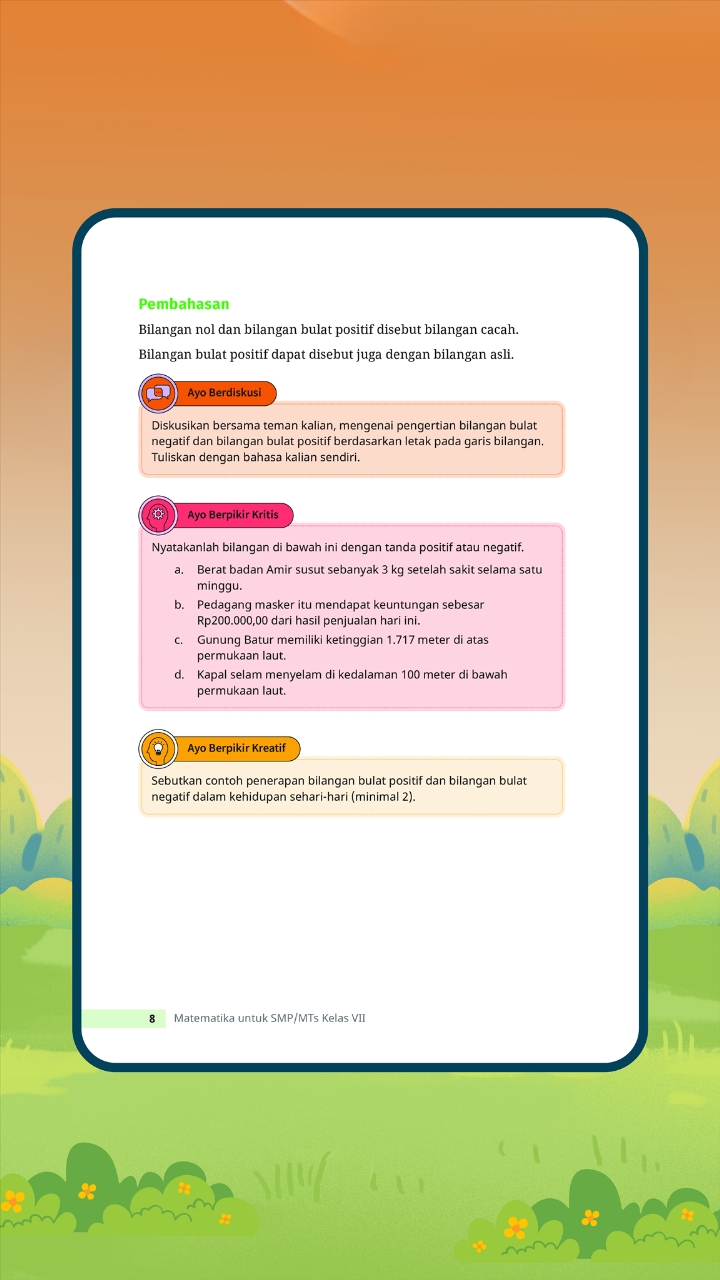 Pembahasan
Bilangan nol dan bilangan bulat positif disebut bilangan cacah.
Bilangan bulat positif dapat disebut juga dengan bilangan asli.
Ayo Berdiskusi
Diskusikan bersama teman kalian, mengenai pengertian bilangan bulat
negatif dan bilangan bulat positif berdasarkan letak pada garis bilangan.
Tuliskan dengan bahasa kalian sendiri.
Ayo Berpikir Kritis
Nyatakanlah bilangan di bawah ini dengan tanda positif atau negatif.
a. Berat badan Amir susut sebanyak 3 kg setelah sakit selama satu
minggu.
b. Pedagang masker itu mendapat keuntungan sebesar
Rp200.000,00 dari hasil penjualan hari ini.
c. Gunung Batur memiliki ketinggian 1.717 meter di atas
permukaan laut.
d. Kapal selam menyelam di kedalaman 100 meter di bawah
permukaan laut.
Ayo Berpikir Kreatif
Sebutkan contoh penerapan bilangan bulat positif dan bilangan bulat
negatif dalam kehidupan sehari-hari (minimal 2).
8 Matematika untuk SMP/MTs Kelas VII